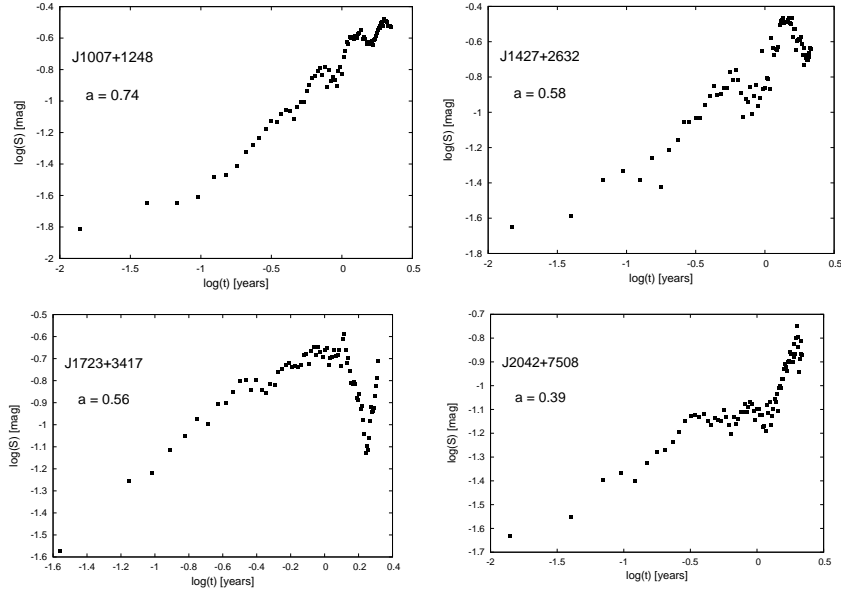 -0.4
-0.6
-0.8
-1
-1.2
-1.4
-1.6
-1.8
-2
log(S) [mag]
J1007+1248
a = 0.74
-2 -1.5 -1 -0.5 0 0.5
log(t) [years]
-0.4
-0.6
-0.8
-1
-1.2
-1.4
-1.6
-1.8
log(S) [mag]
J1427+2632
a = 0.58
-2 -1.5 -1 -0.5 0 0.5
log(t) [years]
-0.5
-0.6
-0.7
-0.8
-0.9
-1
-1.1
-1.2
-1.3
-1.4
-1.5
-1.6
log(S) [mag]
J1723+3417
a = 0.56
-1.6 -1.4 -1.2 -1 -0.8 -0.6 -0.4 -0.2 0 0.2 0.4
log(t) [years]
-0.7
-0.8
-0.9
-1
-1.1
-1.2
-1.3
-1.4
-1.5
-1.6
-1.7
log(S) [mag]
J2042+7508
a = 0.39
-2 -1.5 -1 -0.5 0 0.5
log(t) [years]